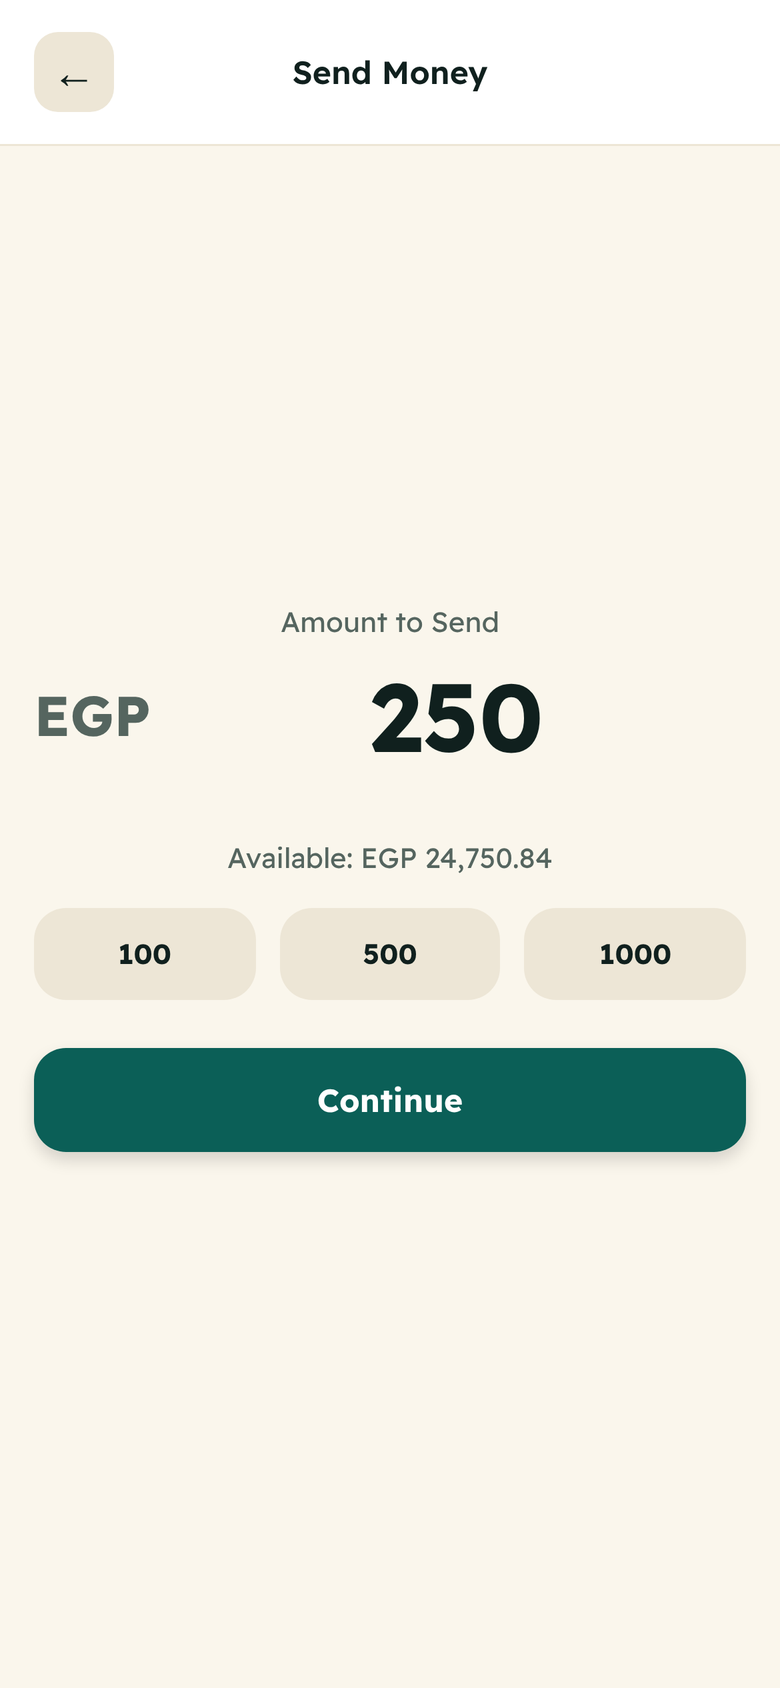 ←
Send Money
Amount to Send
EGP 250
Available: EGP 24,750.84
100 500 1000
Continue